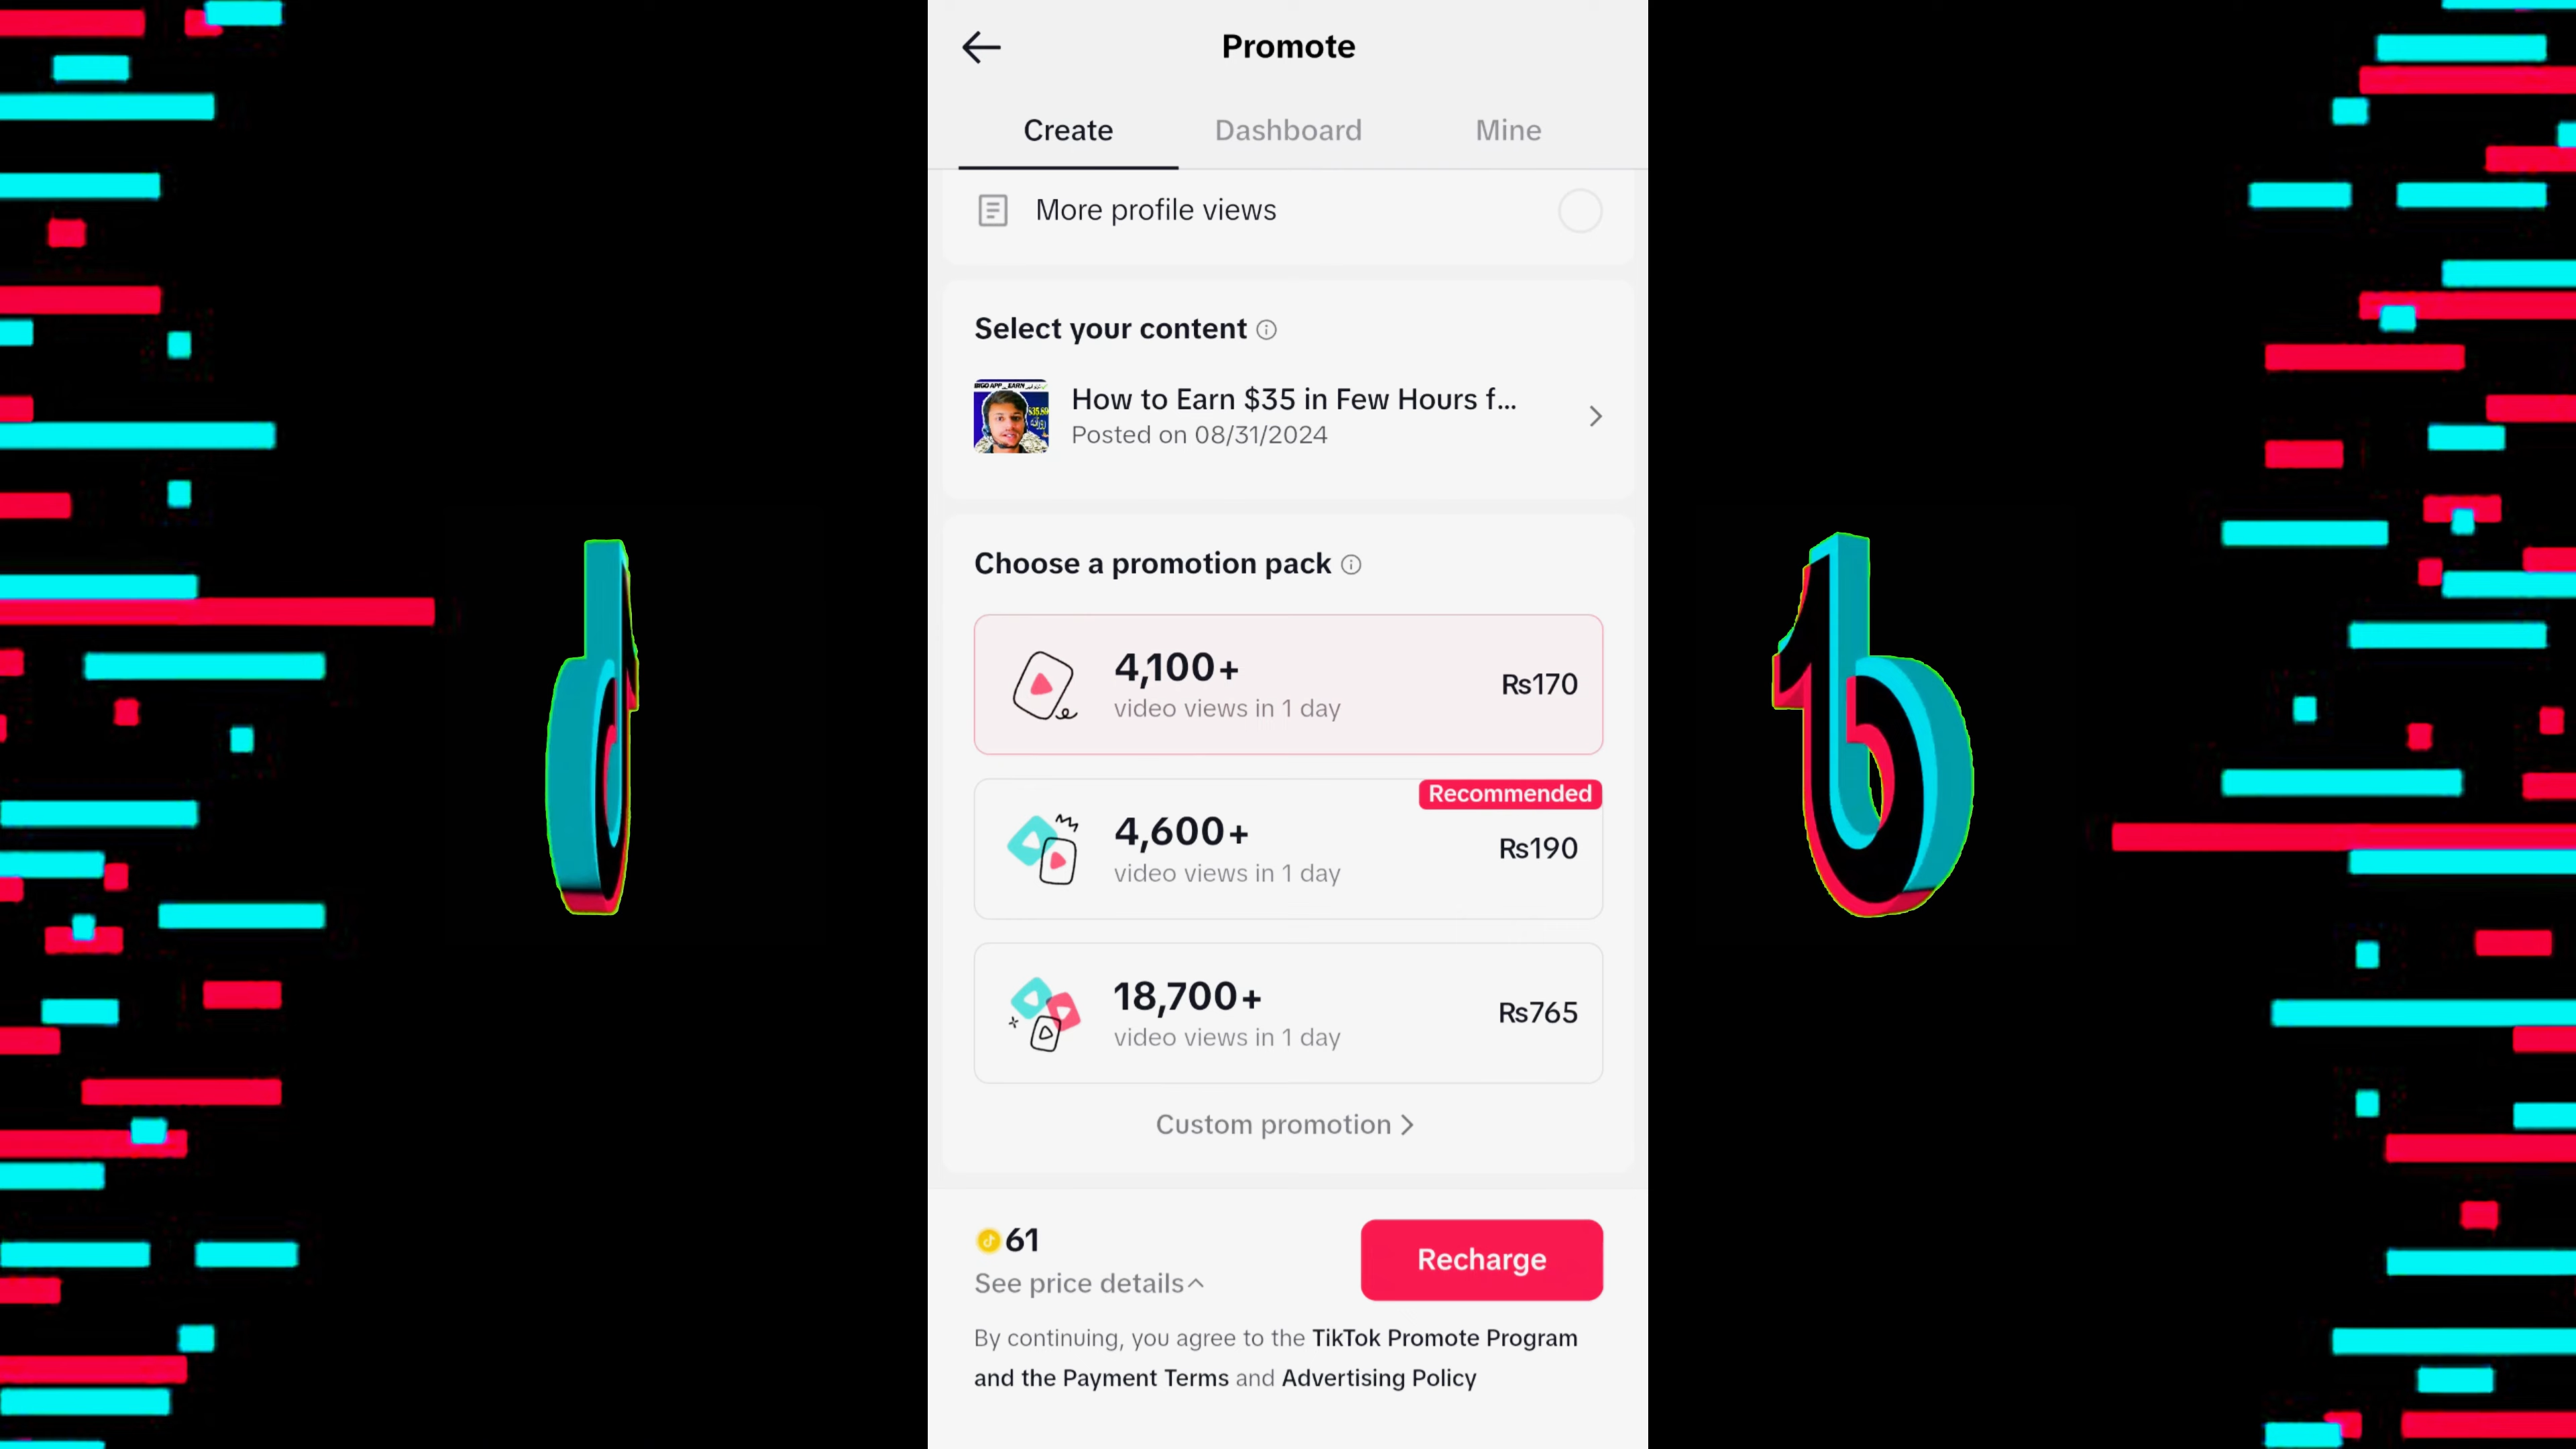 Promote
Create Dashboard Mine
More profile views
Select your content
How to Earn $35 in Few Hours f...
Posted on 08/31/2024
Choose a promotion pack
4,100+
video views in 1 day
Rs170
Recommended
4,600+
video views in 1 day
Rs190
18,700+
video views in 1 day
Rs765
Custom promotion
61
See price details
Recharge
By continuing, you agree to the TikTok Promote Program
and the Payment Terms and Advertising Policy